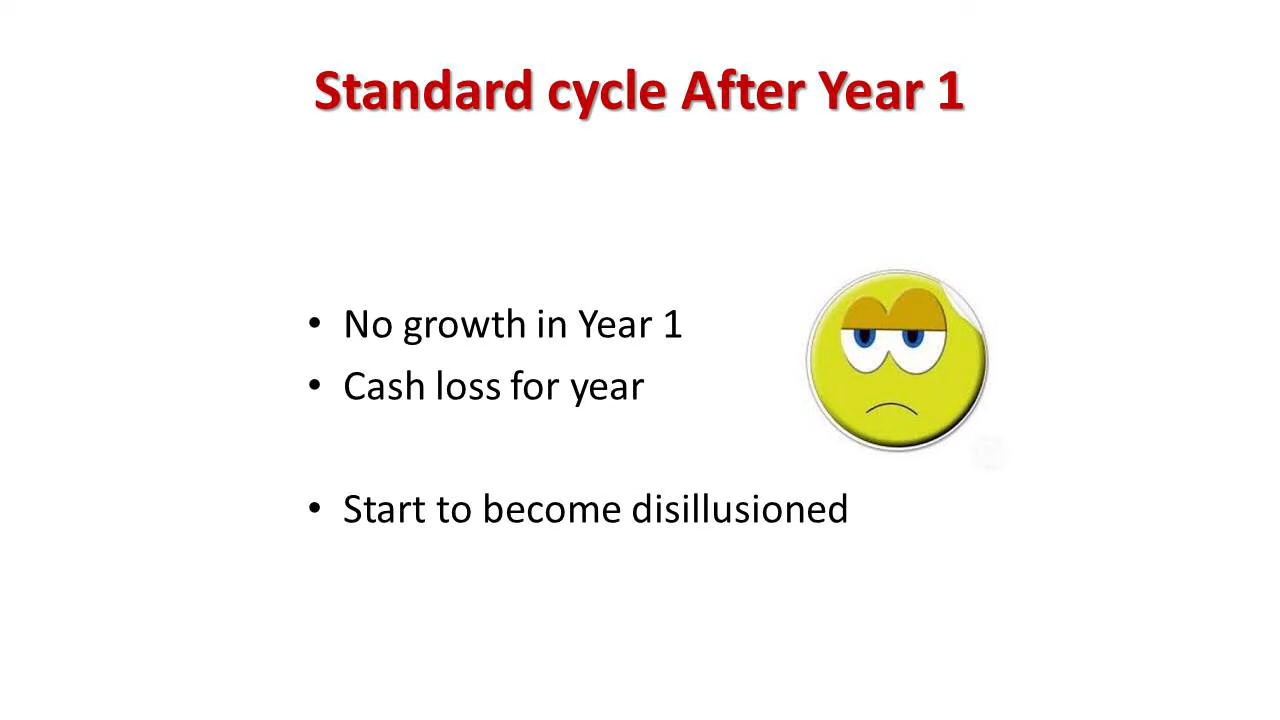 Standard cycle After Year 1
• No growth in Year 1
• Cash loss for year
• Start to become disillusioned